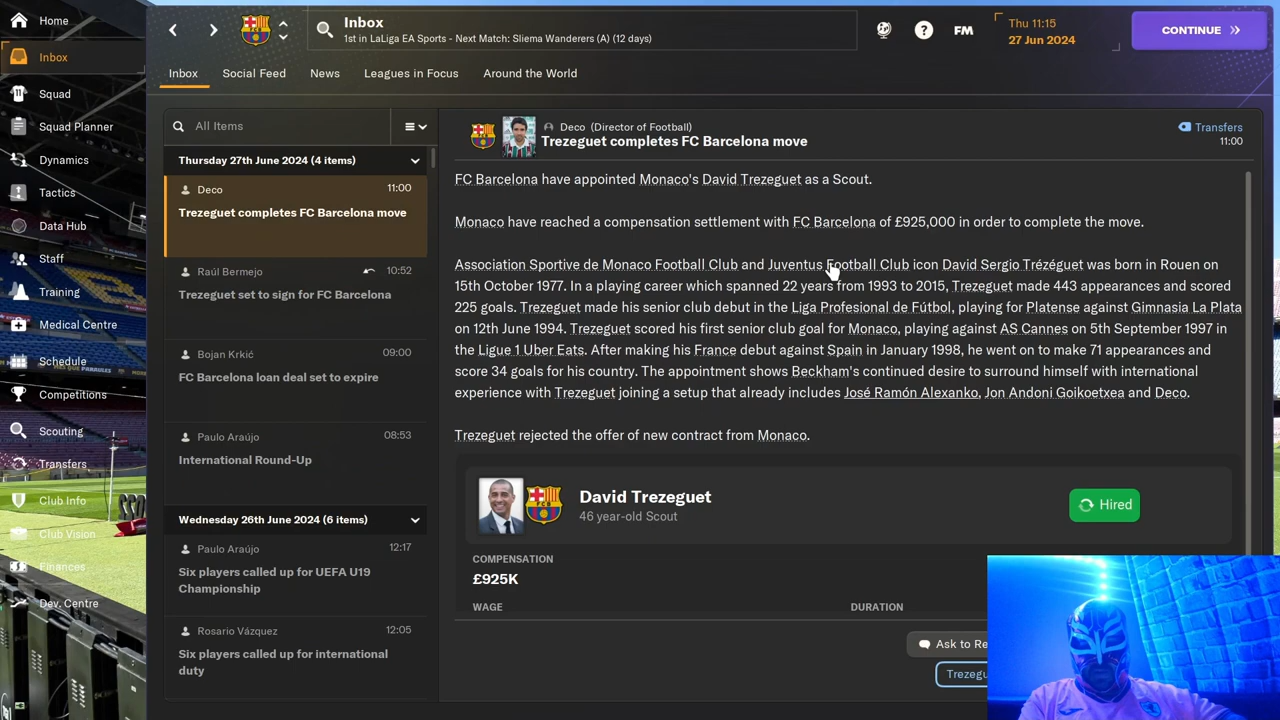 Home
Inbox
Squad
Squad Planner
Dynamics
Tactics
Data Hub
Staff
Training
Medical Centre
Schedule
Competitions
Scouting
Transfers
Club Info
Club Vision
Finances
Dev. Centre
Inbox
1st in LaLiga EA Sports - Next Match: Sliema Wanderers (A) (12 days)
?
FM
Thu 11:15
27 Jun 2024
CONTINUE
Inbox
Social Feed
News
Leagues in Focus
Around the World
All Items
Thursday 27th June 2024 (4 items)
Deco 11:00
Trezeguet completes FC Barcelona move
Raúl Bermejo 10:52
Trezeguet set to sign for FC Barcelona
Bojan Krkić 09:00
FC Barcelona loan deal set to expire
Paulo Araújo 08:53
International Round-Up
Wednesday 26th June 2024 (6 items)
Paulo Araújo 12:17
Six players called up for UEFA U19
Championship
Rosario Vázquez 12:05
Six players called up for international
duty
Deco (Director of Football)
Trezeguet completes FC Barcelona move
Transfers
11:00
FC Barcelona have appointed Monaco's David Trezeguet as a Scout.
Monaco have reached a compensation settlement with FC Barcelona of £925,000 in order to complete the move.
Association Sportive de Monaco Football Club and Juventus Football Club icon David Sergio Trézéguet was born in Rouen on
15th October 1977. In a playing career which spanned 22 years from 1993 to 2015, Trezeguet made 443 appearances and scored
225 goals. Trezeguet made his senior club debut in the Liga Profesional de Fútbol, playing for Platense against Gimnasia La Plata
on 12th June 1994. Trezeguet scored his first senior club goal for Monaco, playing against AS Cannes on 5th September 1997 in
the Ligue 1 Uber Eats. After making his France debut against Spain in January 1998, he went on to make 71 appearances and
score 34 goals for his country. The appointment shows Beckham's continued desire to surround himself with international
experience with Trezeguet joining a setup that already includes José Ramón Alexanko, Jon Andoni Goikoetxea and Deco.
Trezeguet rejected the offer of new contract from Monaco.
David Trezeguet
46 year-old Scout
Hired
COMPENSATION
£925K
WAGE
DURATION
Ask to Re
Trezegu